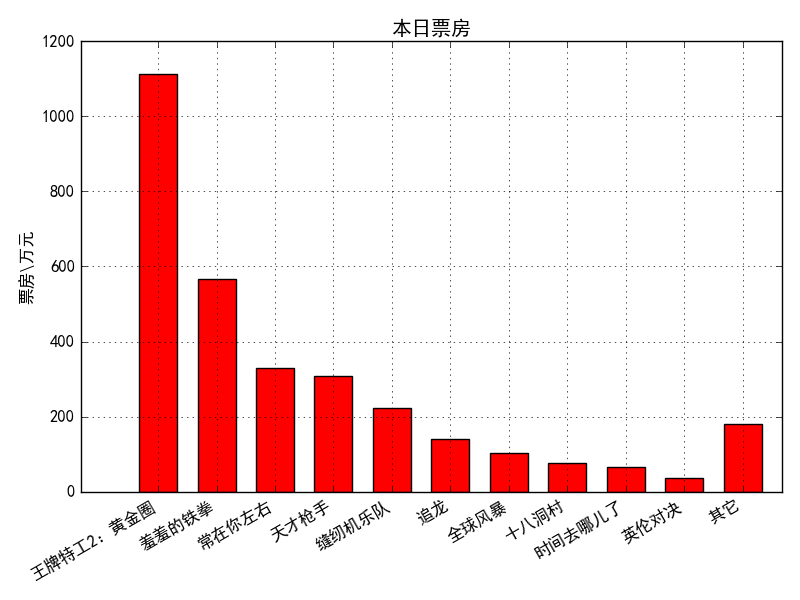 本日票房
票房\万元
1200
1000
800
600
400
200
0
王牌特工2：黄金圈
羞羞的铁拳
常在你左右
天才枪手
缝纫机乐队
追龙
全球风暴
十八洞村
时间去哪儿了
英伦对决
其它